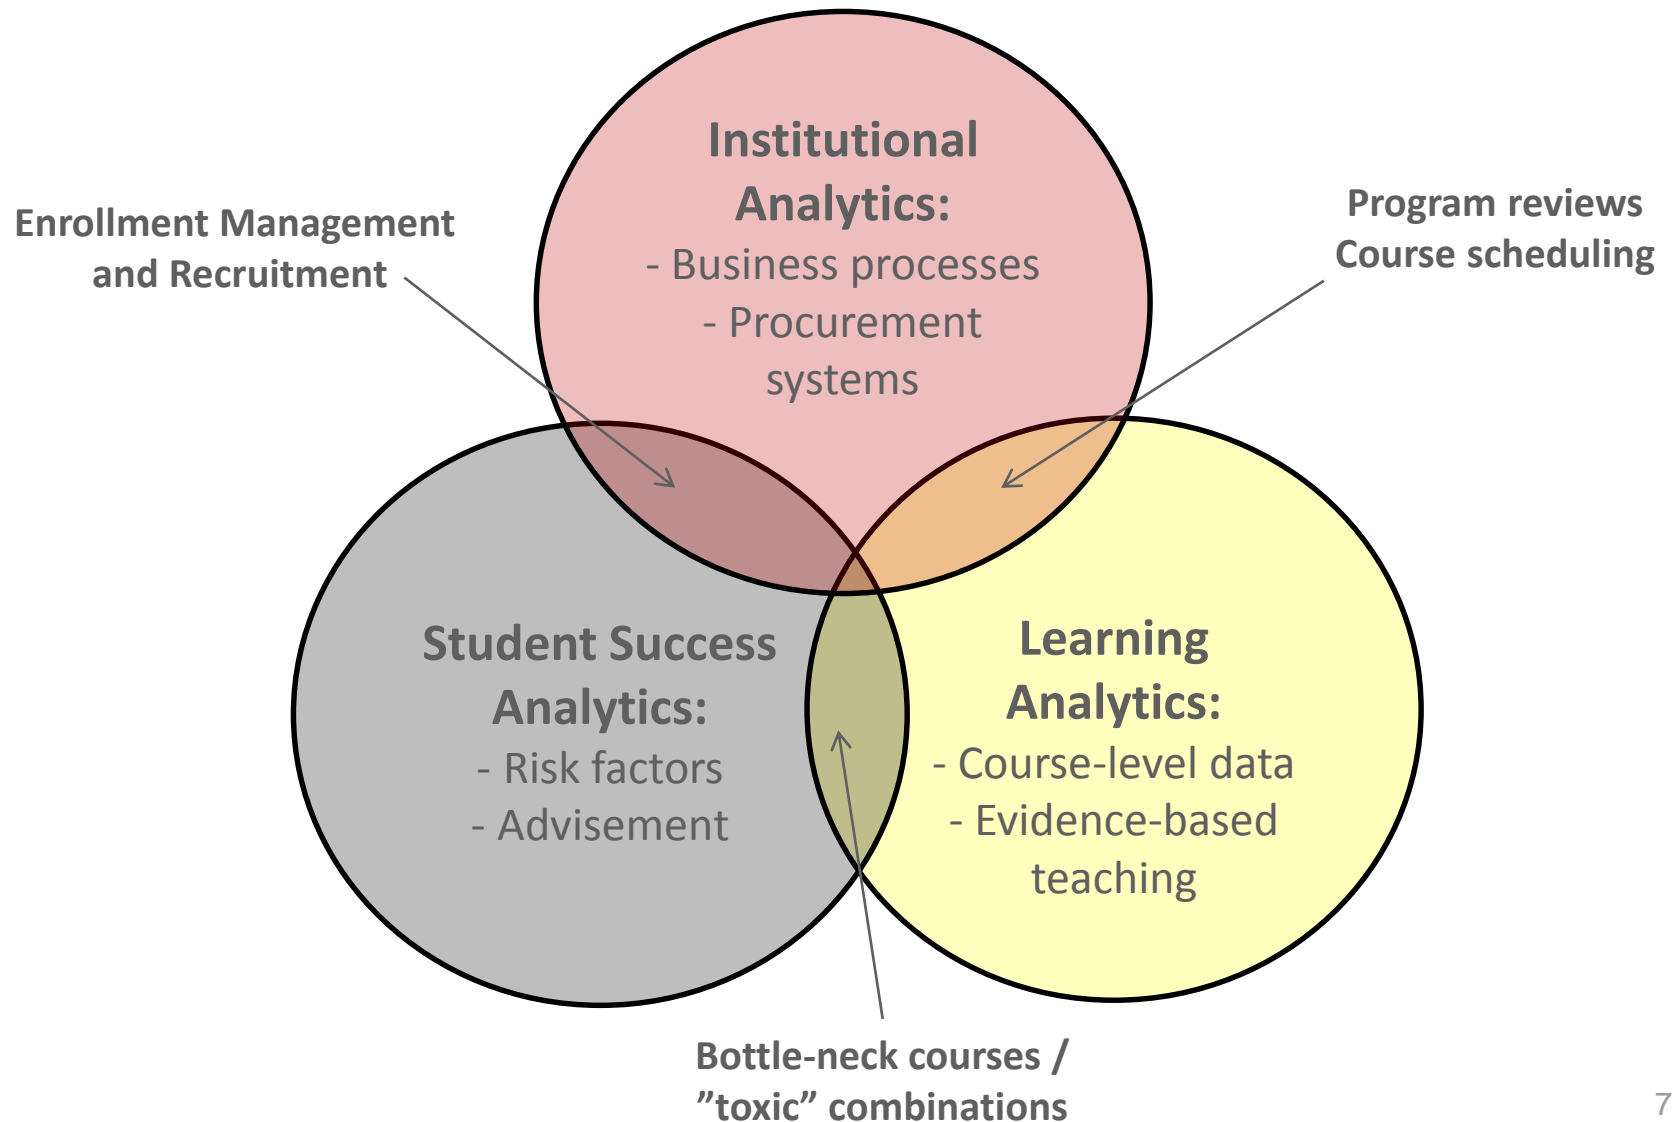 Institutional
Analytics:
- Business processes
- Procurement
systems
Enrollment Management
and Recruitment
Program reviews
Course scheduling
Student Success
Analytics:
- Risk factors
- Advisement
Learning
Analytics:
- Course-level data
- Evidence-based
teaching
Bottle-neck courses /
”toxic” combinations
7